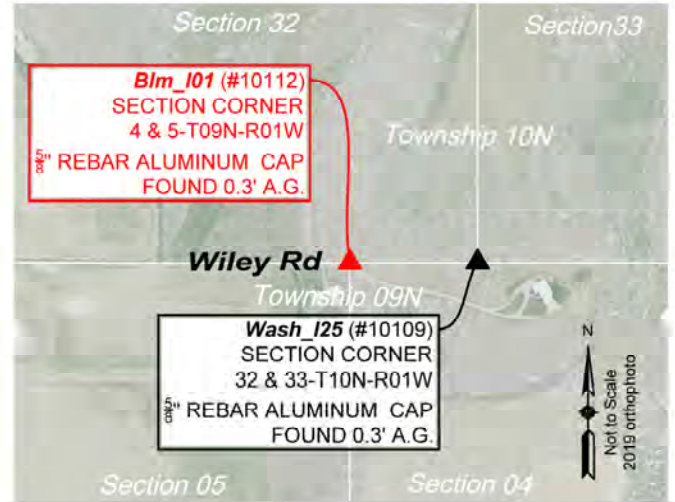 Section 32
Section33
Blm_I01 (#10112)
SECTION CORNER
4 & 5-T09N-R01W
5/8" REBAR ALUMINUM CAP
FOUND 0.3' A.G.
Township 10N
Wiley Rd
Township 09N
Wash_I25 (#10109)
SECTION CORNER
32 & 33-T10N-R01W
5/8" REBAR ALUMINUM CAP
FOUND 0.3' A.G.
N
Not to Scale
2019 orthophoto
Section 05
Section 04